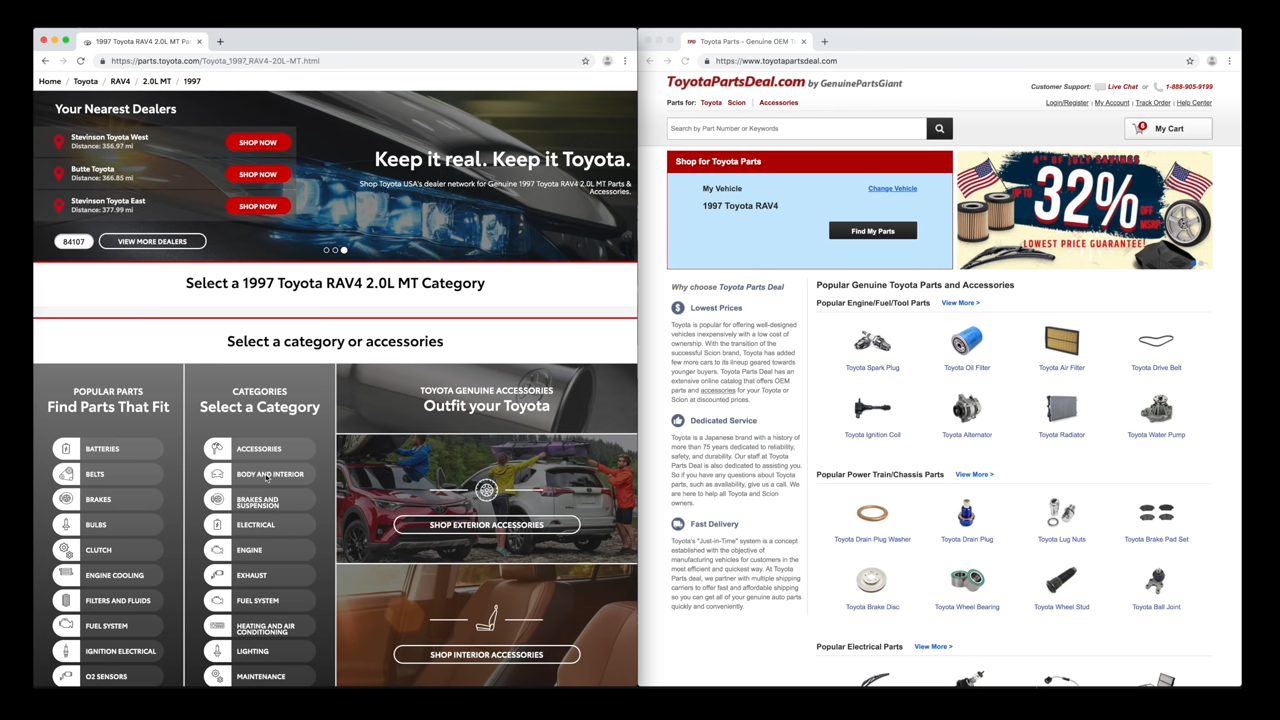 1997 Toyota RAV4 2.0L MT Pa
https://parts.toyota.com/Toyota_1997_RAV4-20L-MT.html
Home / Toyota / RAV4 / 2.0L MT / 1997
Your Nearest Dealers
Stevinson Toyota West
Distance: 356.97 mi
SHOP NOW
Butte Toyota
Distance: 366.85 mi
SHOP NOW
Stevinson Toyota East
Distance: 377.99 mi
SHOP NOW
84107
VIEW MORE DEALERS
Keep it real. Keep it Toyota.
Shop Toyota USA's dealer network for Genuine 1997 Toyota RAV4 2.0L MT Parts &
Accessories.
Select a 1997 Toyota RAV4 2.0L MT Category
Select a category or accessories
POPULAR PARTS
Find Parts That Fit
BATTERIES
BELTS
BRAKES
BULBS
CLUTCH
ENGINE COOLING
FILTERS AND FLUIDS
FUEL SYSTEM
IGNITION ELECTRICAL
O2 SENSORS
CATEGORIES
Select a Category
ACCESSORIES
BODY AND INTERIOR
BRAKES AND
SUSPENSION
ELECTRICAL
ENGINE
EXHAUST
FUEL SYSTEM
HEATING AND AIR
CONDITIONING
LIGHTING
MAINTENANCE
TOYOTA GENUINE ACCESSORIES
Outfit your Toyota
SHOP EXTERIOR ACCESSORIES
SHOP INTERIOR ACCESSORIES
Toyota Parts - Genuine OEM T
https://www.toyotapartsdeal.com
ToyotaPartsDeal.com by GenuinePartsGiant
Customer Support: Live Chat or 1-888-905-9199
Parts for: Toyota Scion | Accessories
Login/Register | My Account | Track Order | Help Center
Search by Part Number or Keywords
My Cart
Shop for Toyota Parts
My Vehicle
Change Vehicle
1997 Toyota RAV4
Find My Parts
4TH OF JULY SAVINGS
UP TO
32%
OFF
MSRP
LOWEST PRICE GUARANTEE!
Why choose Toyota Parts Deal
Lowest Prices
Toyota is popular for offering well-designed
vehicles inexpensively with a low cost of
ownership. With the transition of the
successful Scion brand, Toyota has added
few more cars to its lineup geared towards
younger buyers. Toyota Parts Deal has an
extensive online catalog that offers OEM
parts and accessories for your Toyota or
Scion at discounted prices.
Dedicated Service
Toyota is a Japanese brand with a history of
more than 75 years dedicated to reliability,
safety, and durability. Our staff at Toyota
Parts Deal is also dedicated to assisting you.
So if you have any questions about Toyota
parts, such as availability, give us a call. We
are here to help all Toyota and Scion
owners.
Fast Delivery
Toyota's "Just-in-Time" system is a concept
established with the objective of
manufacturing vehicles for customers in the
most efficient and quickest way. At Toyota
Parts deal, we partner with multiple shipping
carriers to offer fast and affordable shipping
so you can get all of your genuine auto parts
quickly and conveniently.
Popular Genuine Toyota Parts and Accessories
Popular Engine/Fuel/Tool Parts View More >
Toyota Spark Plug
Toyota Oil Filter
Toyota Air Filter
Toyota Drive Belt
Toyota Ignition Coil
Toyota Alternator
Toyota Radiator
Toyota Water Pump
Popular Power Train/Chassis Parts View More >
Toyota Drain Plug Washer
Toyota Drain Plug
Toyota Lug Nuts
Toyota Brake Pad Set
Toyota Brake Disc
Toyota Wheel Bearing
Toyota Wheel Stud
Toyota Ball Joint
Popular Electrical Parts View More >